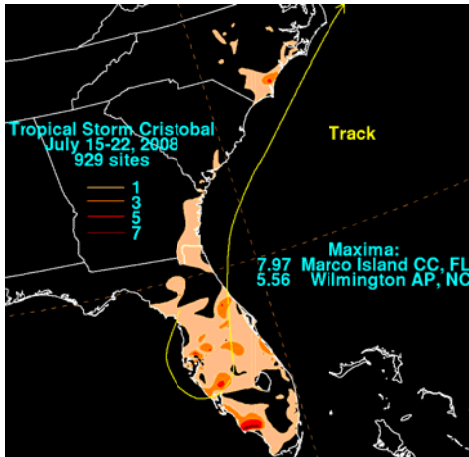 Tropical Storm Cristobal
July 15-22, 2008
929 sites
1
3
5
7
Track
Maxima:
7.97 Marco Island CC, FL
5.56 Wilmington AP, NC